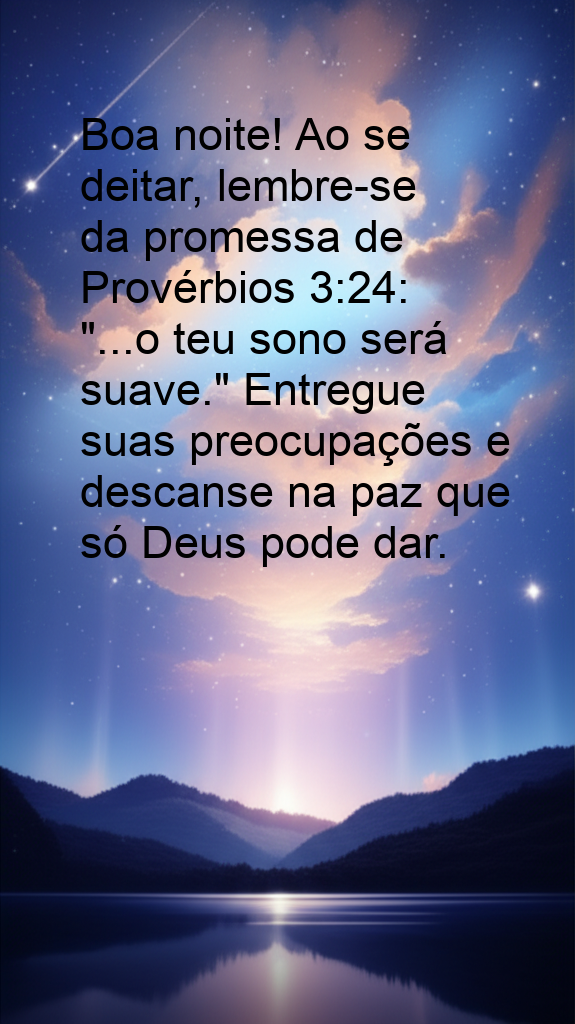 Boa noite! Ao se
deitar, lembre-se
da promessa de
Provérbios 3:24:
"...o teu sono será
suave." Entregue
suas preocupações e
descanse na paz que
só Deus pode dar.